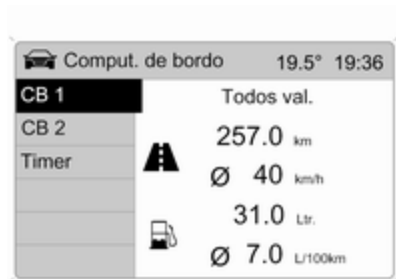 Comput. de bordo 19.5° 19:36
CB 1
CB 2
Timer
Todos val.
257.0 km
Ø 40 km/h
31.0 Ltr.
Ø 7.0 L/100km